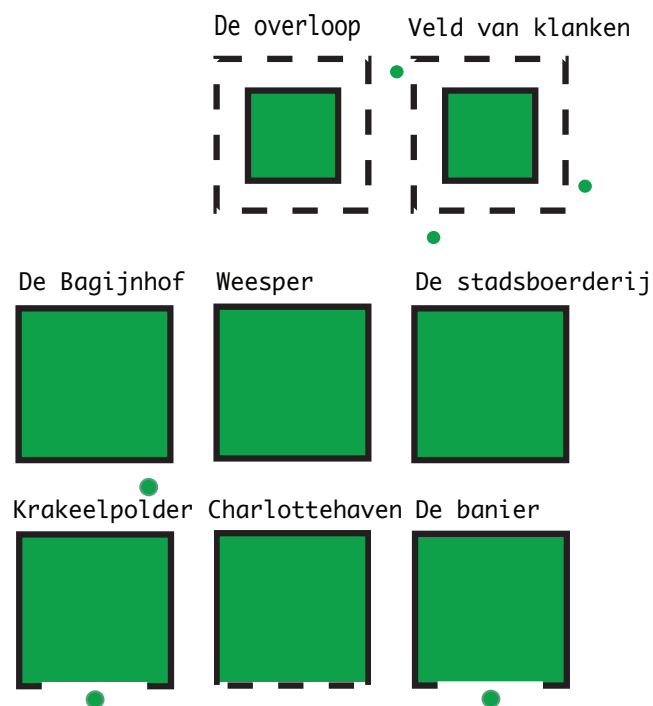 De overloop Veld van klanken
De Bagijnhof Weesper De stadsboerderij
Krakeelpolder Charlottehaven De banier